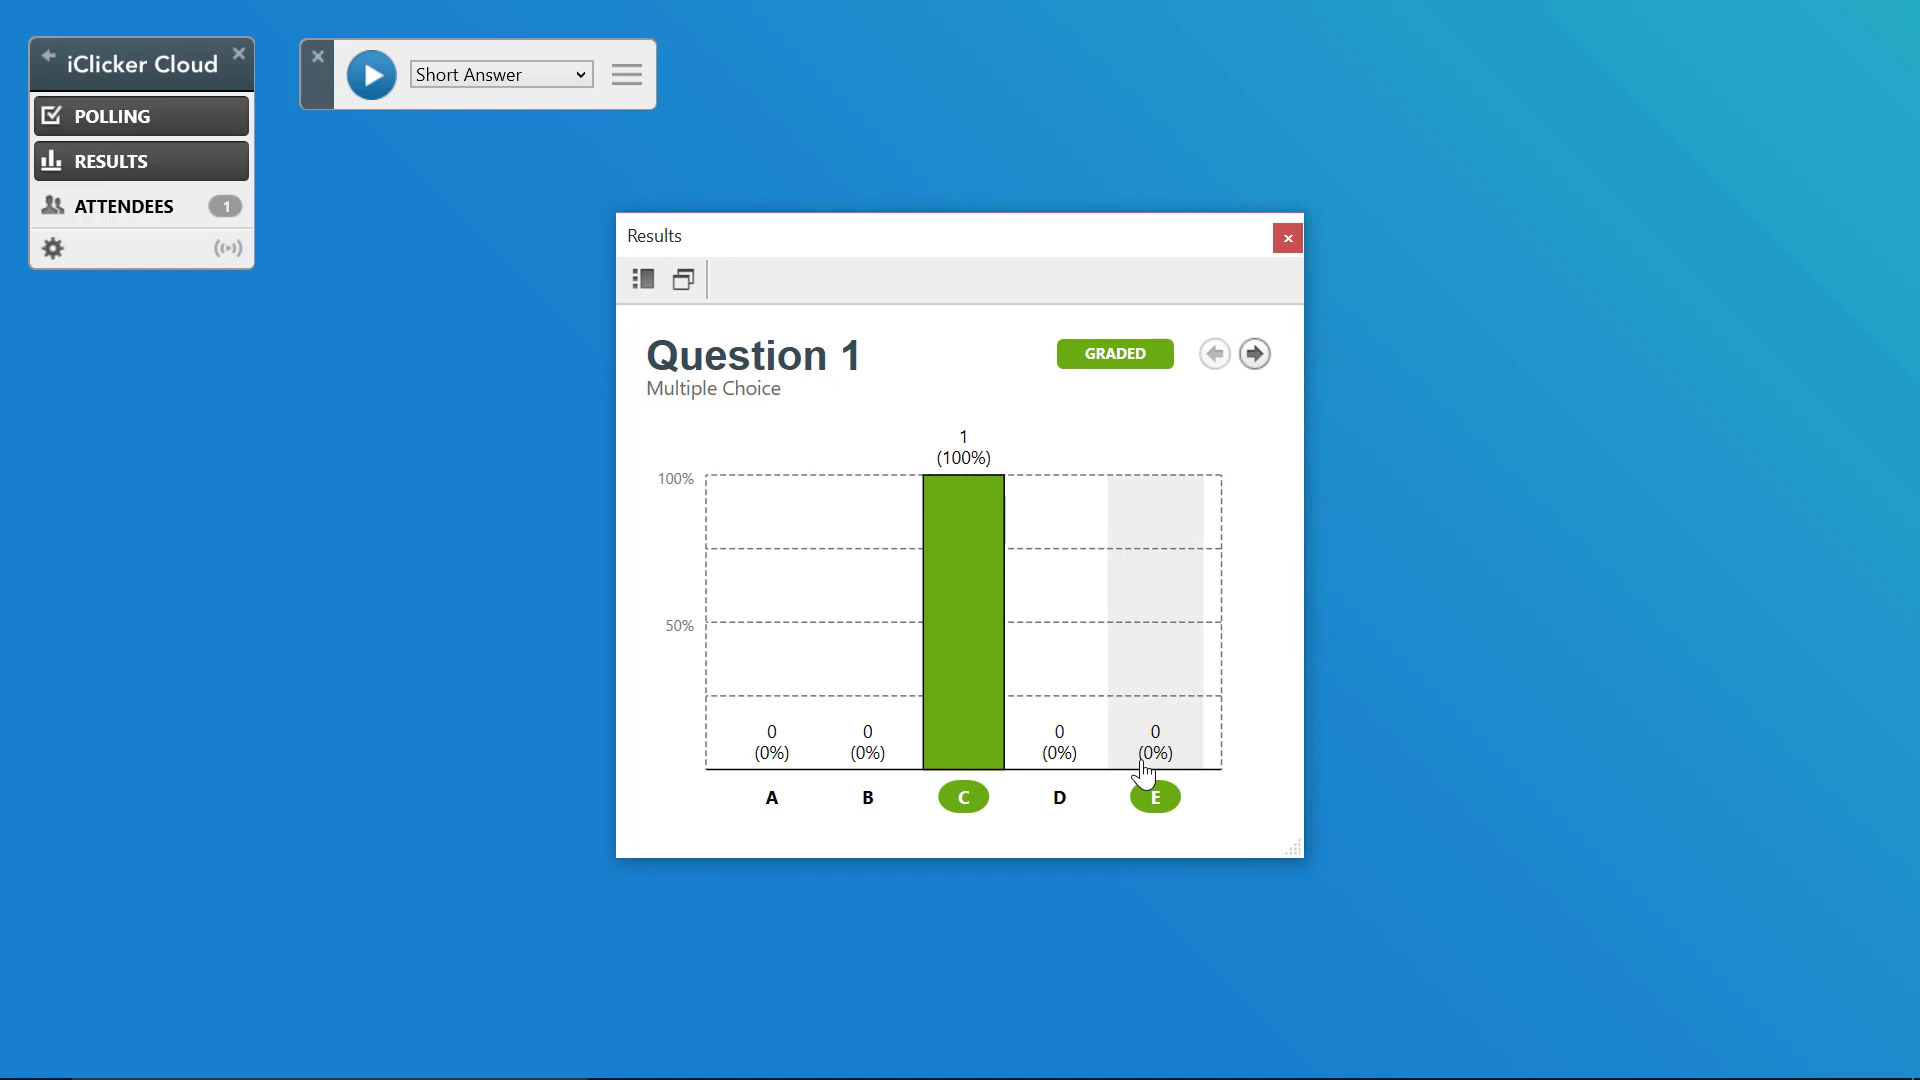 iClicker Cloud
POLLING
RESULTS
ATTENDEES 1
Short Answer
Results
Question 1
Multiple Choice
GRADED
1
(100%)
100%
50%
0 0 0 0
(0%) (0%) (0%) (0%)
A B C D E